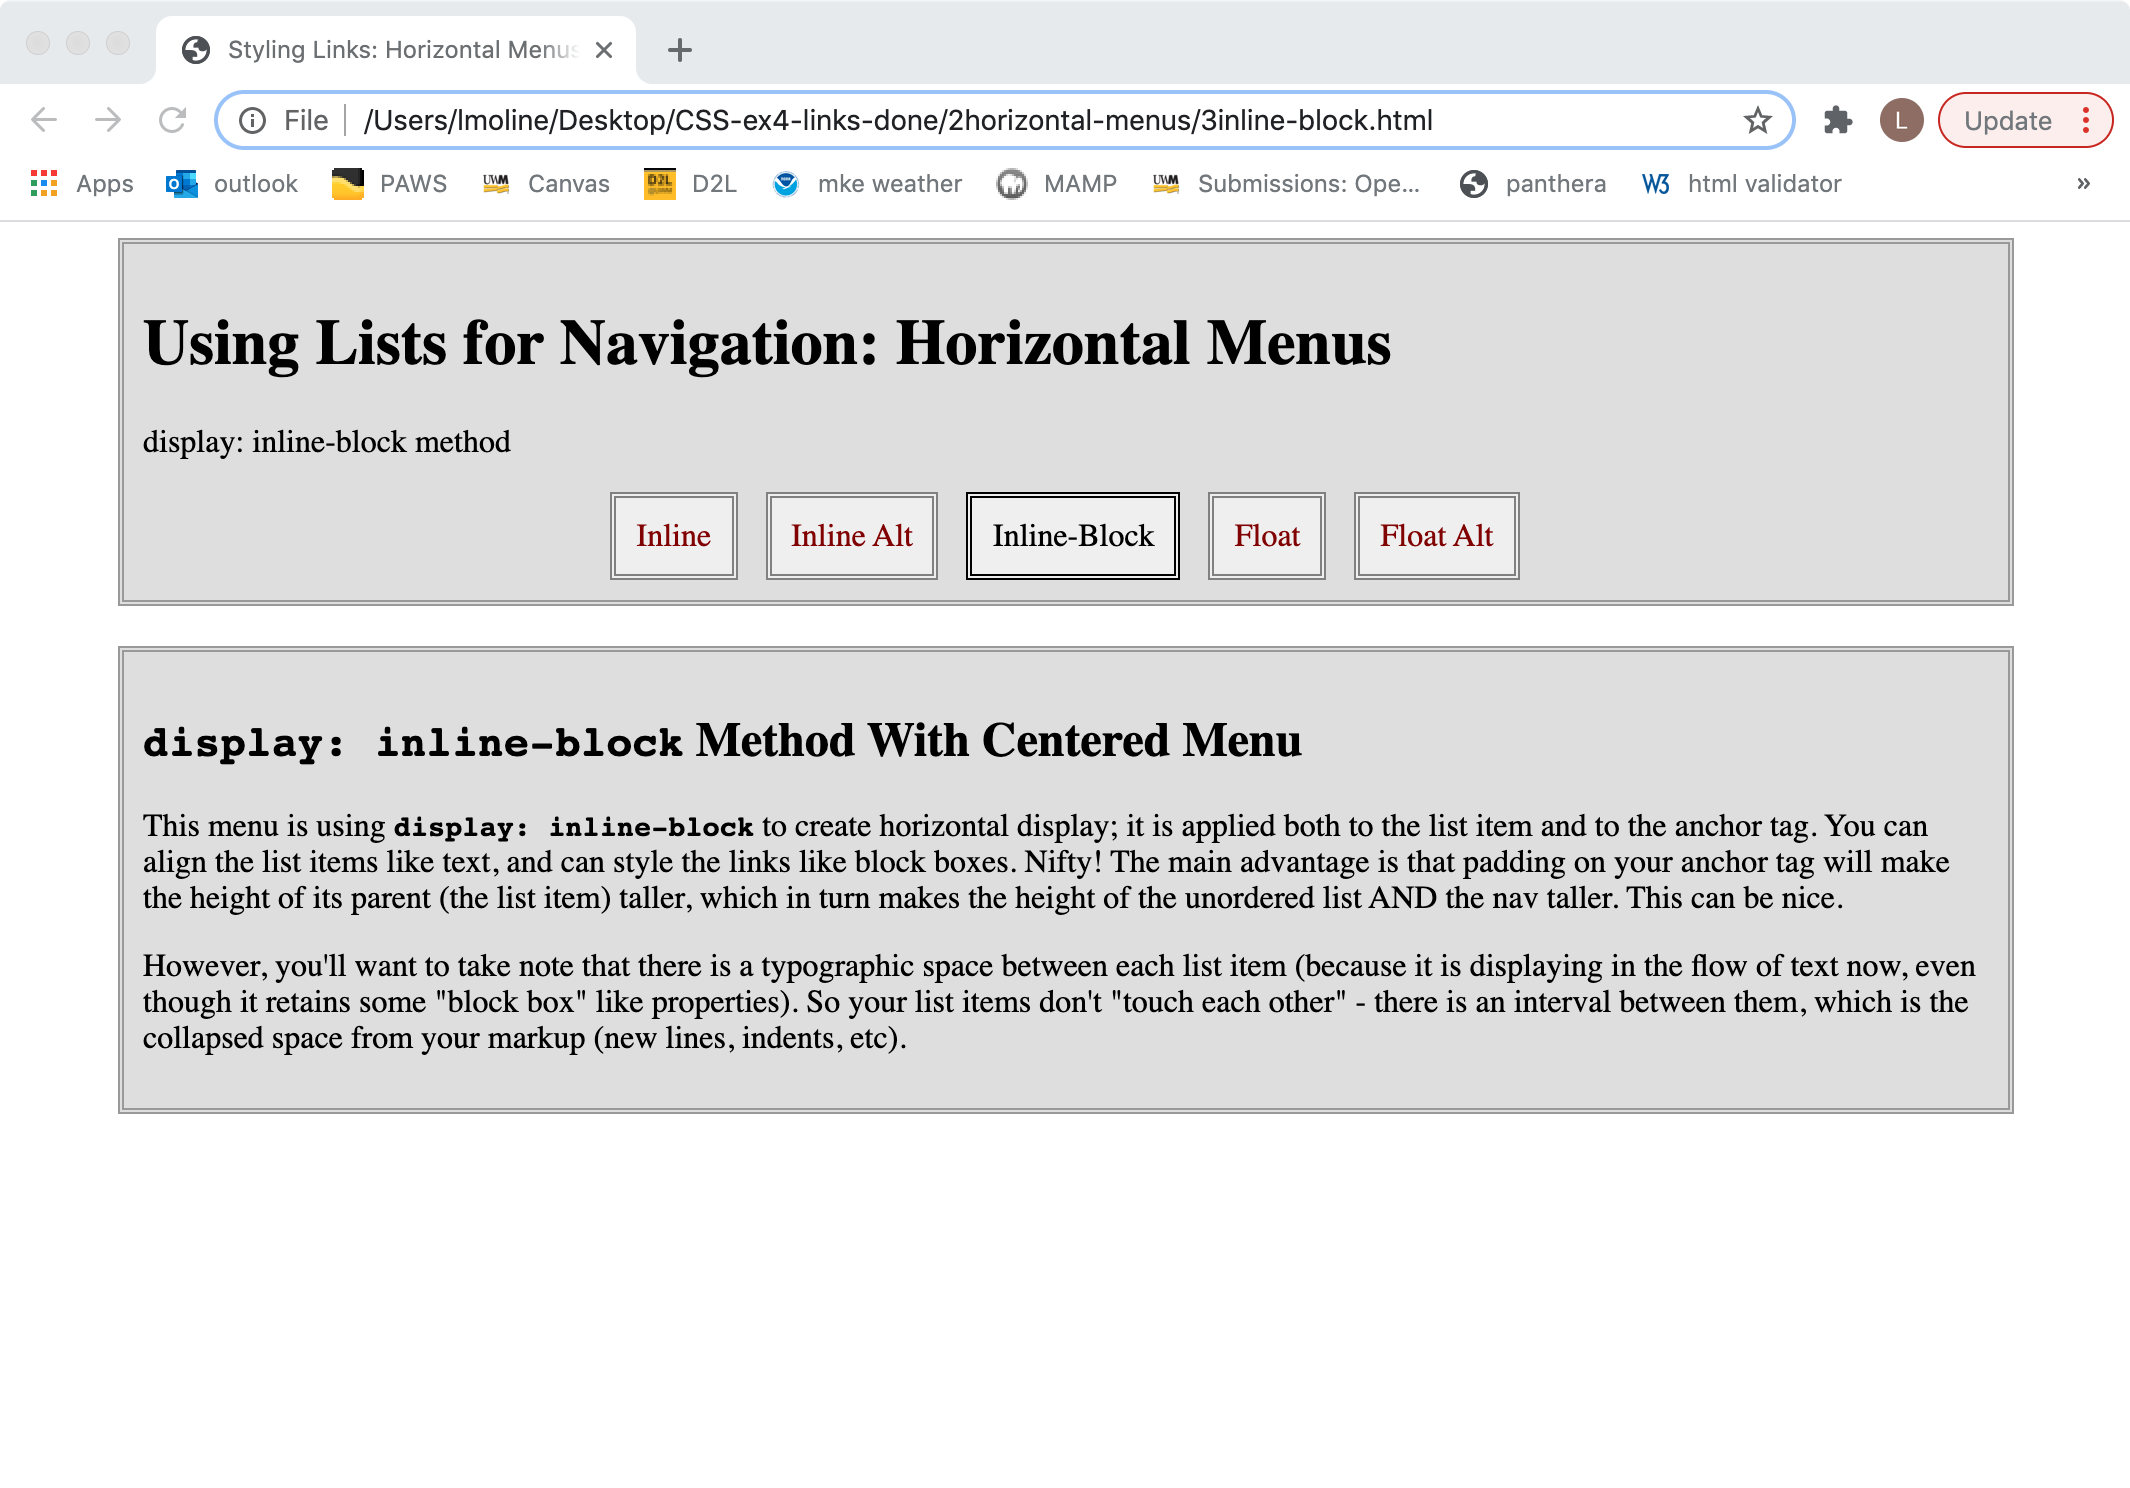 Styling Links: Horizontal Menus
File /Users/lmoline/Desktop/CSS-ex4-links-done/2horizontal-menus/3inline-block.html L Update
Apps outlook PAWS UWM Canvas D2L D2L mke weather MAMP UWM Submissions: Ope... panthera W3 html validator »
Using Lists for Navigation: Horizontal Menus
display: inline-block method
Inline Inline Alt Inline-Block Float Float Alt
display: inline-block Method With Centered Menu
This menu is using display: inline-block to create horizontal display; it is applied both to the list item and to the anchor tag. You can
align the list items like text, and can style the links like block boxes. Nifty! The main advantage is that padding on your anchor tag will make
the height of its parent (the list item) taller, which in turn makes the height of the unordered list AND the nav taller. This can be nice.
However, you'll want to take note that there is a typographic space between each list item (because it is displaying in the flow of text now, even
though it retains some "block box" like properties). So your list items don't "touch each other" - there is an interval between them, which is the
collapsed space from your markup (new lines, indents, etc).